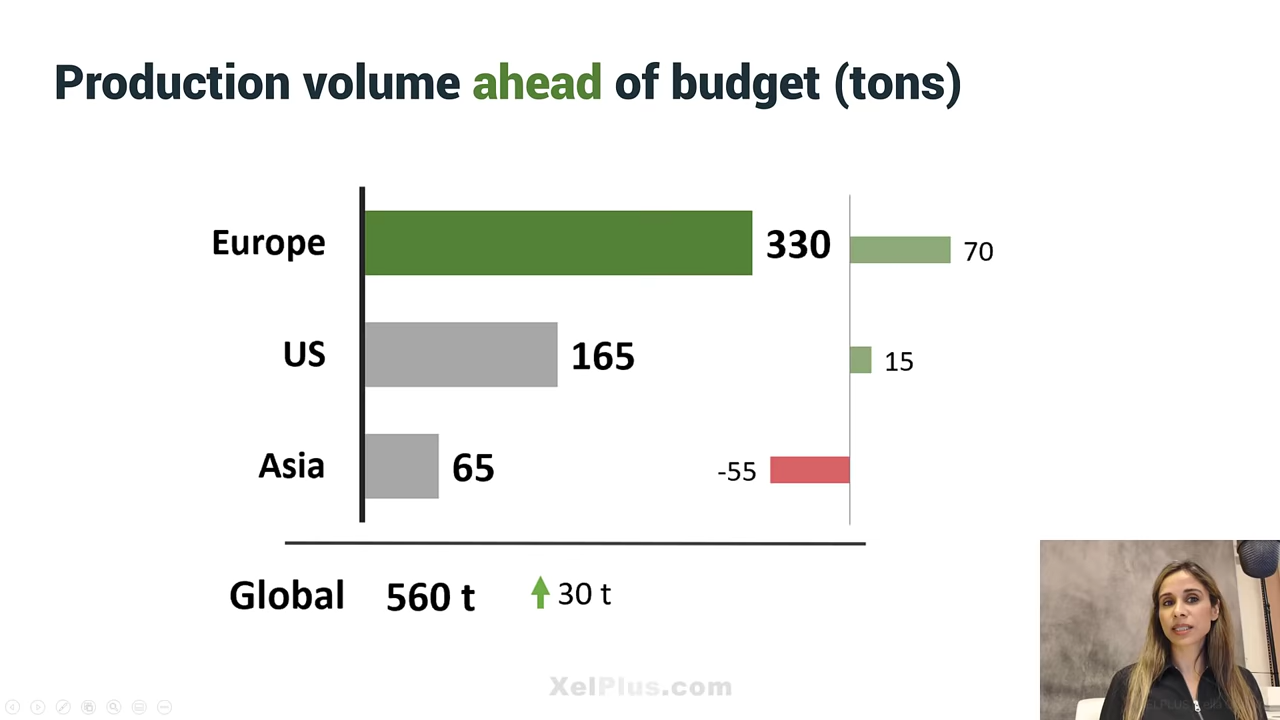 Production volume ahead of budget (tons)
Europe 330 70
US 165 15
Asia 65 -55
Global 560 t 30 t
XelPlus.com